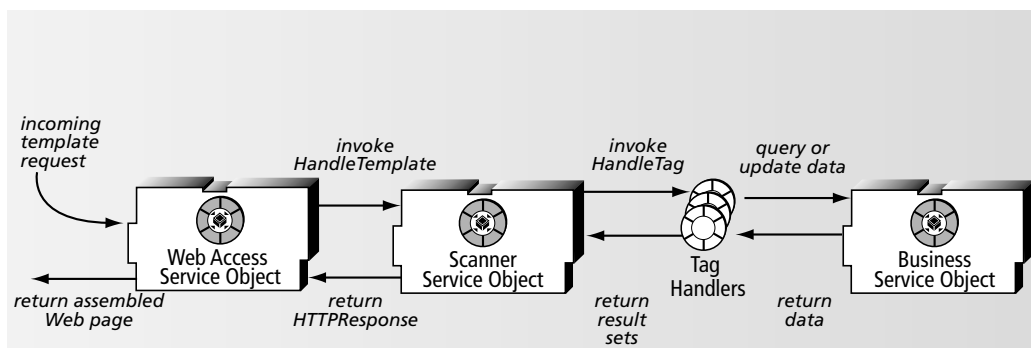 incoming
template
request
invoke
HandleTemplate
invoke
HandleTag
query or
update data
Web Access
Service Object
Scanner
Service Object
Tag
Handlers
Business
Service Object
return assembled
Web page
return
HTTPResponse
return
result
sets
return
data